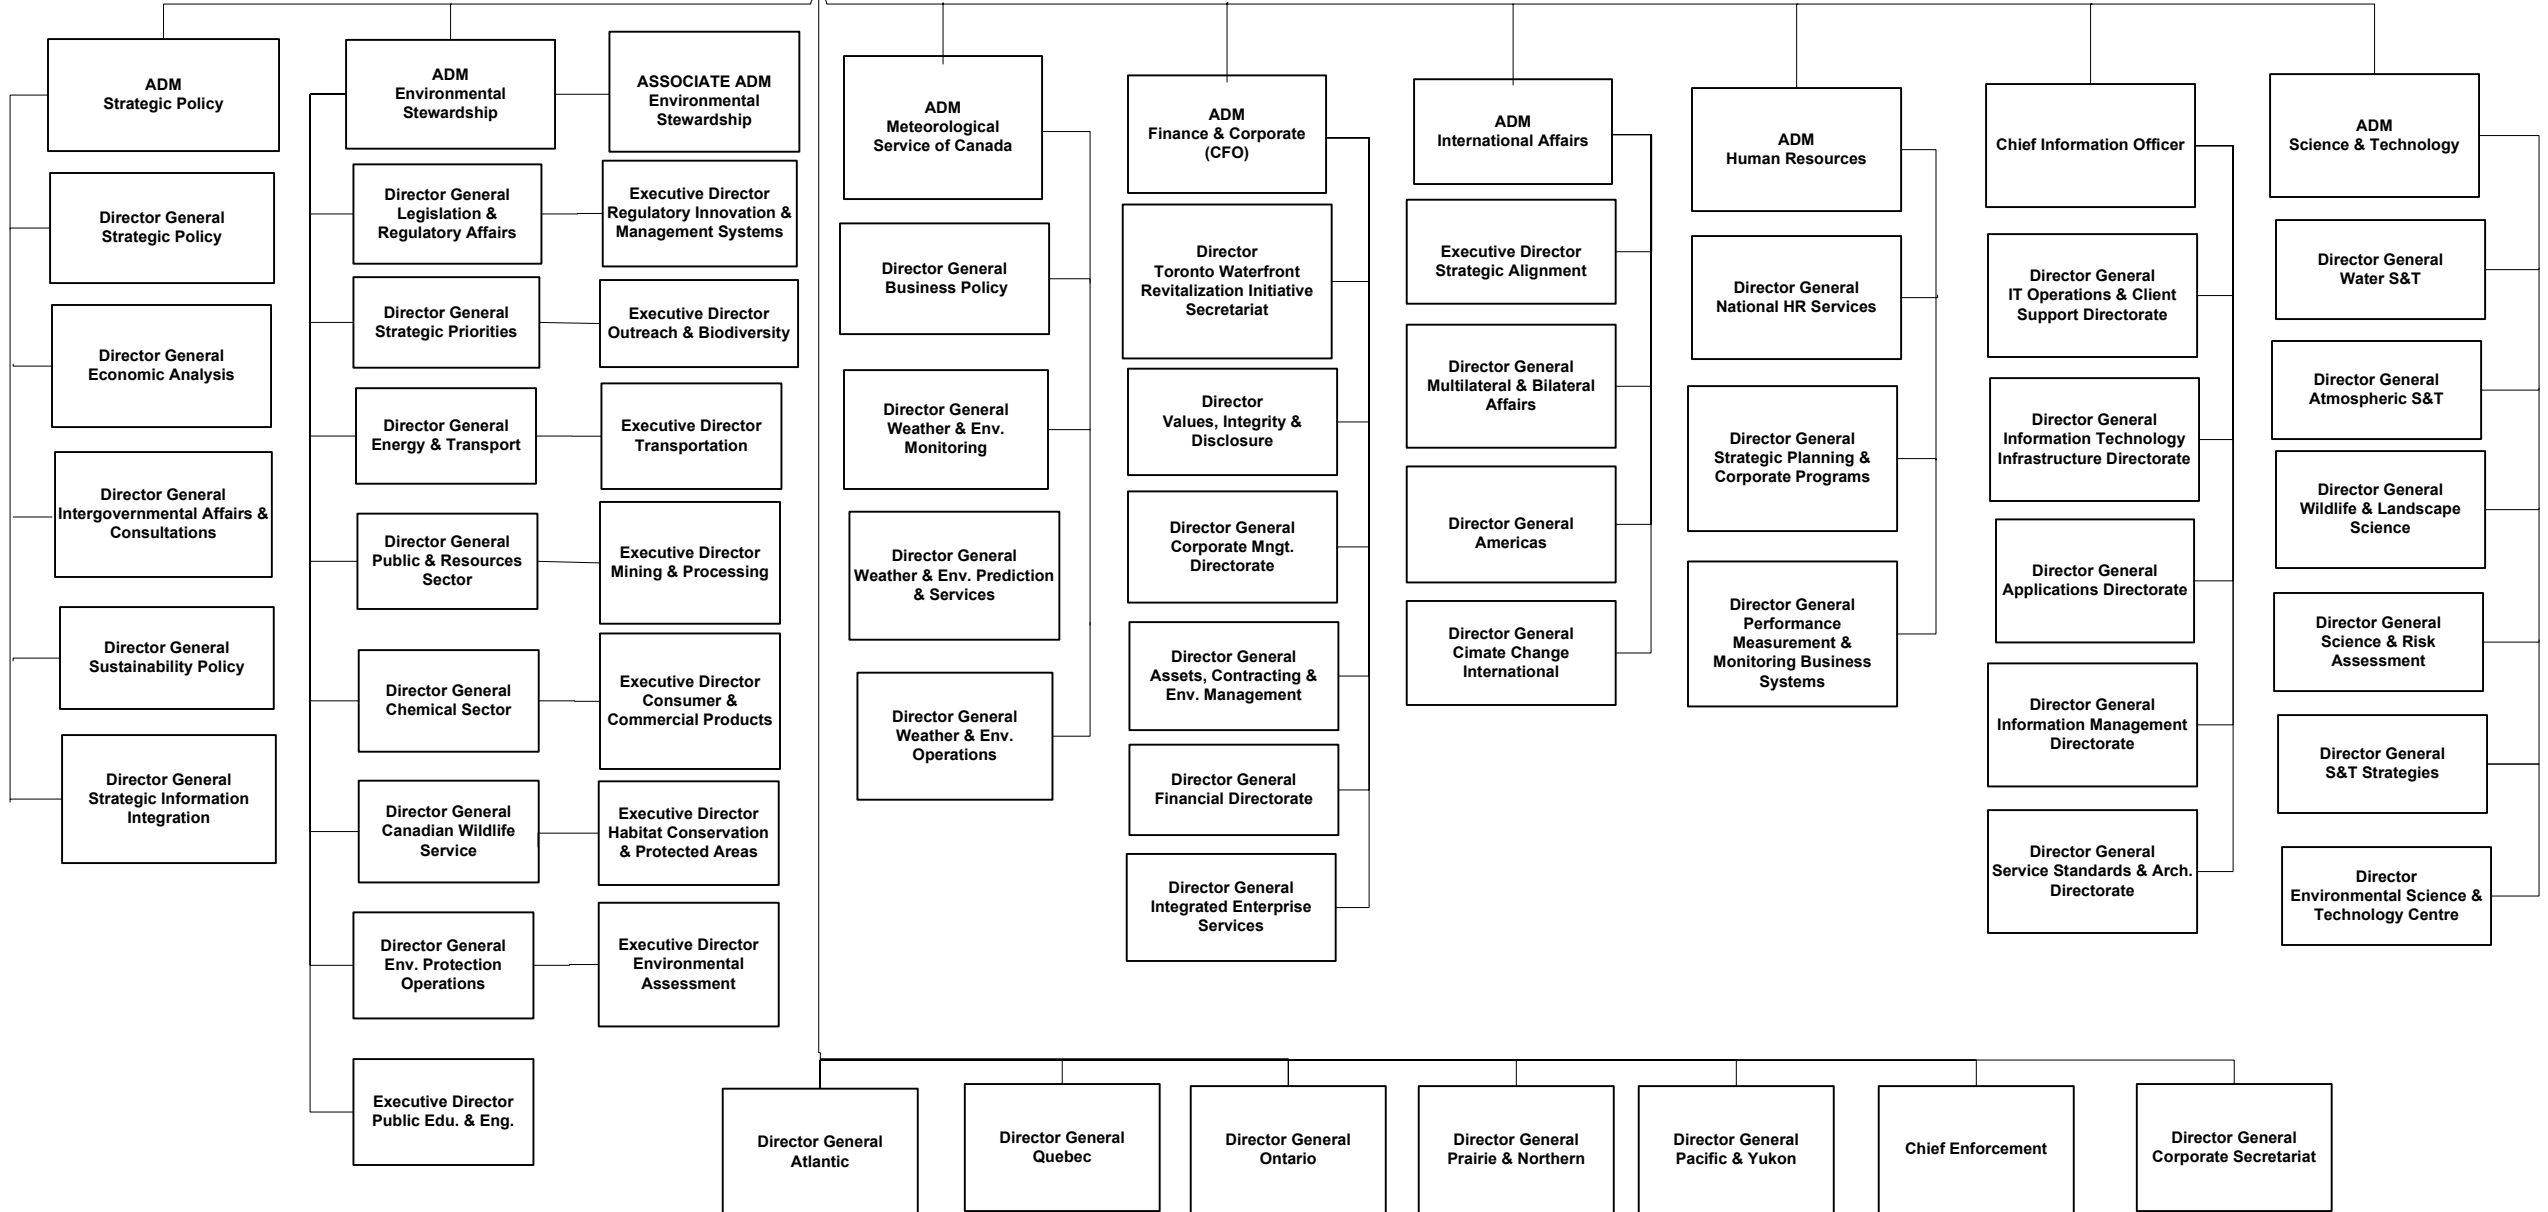 ADM
Strategic Policy
Director General
Strategic Policy
Director General
Economic Analysis
Director General
Intergovernmental Affairs &
Consultations
Director General
Sustainability Policy
Director General
Strategic Information
Integration
ADM
Environmental
Stewardship
ASSOCIATE ADM
Environmental
Stewardship
Director General
Legislation &
Regulatory Affairs
Executive Director
Regulatory Innovation &
Management Systems
Director General
Strategic Priorities
Executive Director
Outreach & Biodiversity
Director General
Energy & Transport
Executive Director
Transportation
Director General
Public & Resources
Sector
Executive Director
Mining & Processing
Director General
Chemical Sector
Executive Director
Consumer &
Commercial Products
Director General
Canadian Wildlife
Service
Executive Director
Habitat Conservation
& Protected Areas
Director General
Env. Protection
Operations
Executive Director
Environmental
Assessment
Executive Director
Public Edu. & Eng.
ADM
Meteorological
Service of Canada
Director General
Business Policy
Director General
Weather & Env.
Monitoring
Director General
Weather & Env. Prediction
& Services
Director General
Weather & Env.
Operations
ADM
Finance & Corporate
(CFO)
Director
Toronto Waterfront
Revitalization Initiative
Secretariat
Director
Values, Integrity &
Disclosure
Director General
Corporate Mngt.
Directorate
Director General
Assets, Contracting &
Env. Management
Director General
Financial Directorate
Director General
Integrated Enterprise
Services
ADM
International Affairs
Executive Director
Strategic Alignment
Director General
Multilateral & Bilateral
Affairs
Director General
Americas
Director General
Cimate Change
International
ADM
Human Resources
Director General
National HR Services
Director General
Strategic Planning &
Corporate Programs
Director General
Performance
Measurement &
Monitoring Business
Systems
Chief Information Officer
Director General
IT Operations & Client
Support Directorate
Director General
Information Technology
Infrastructure Directorate
Director General
Applications Directorate
Director General
Information Management
Directorate
Director General
Service Standards & Arch.
Directorate
ADM
Science & Technology
Director General
Water S&T
Director General
Atmospheric S&T
Director General
Wildlife & Landscape
Science
Director General
Science & Risk
Assessment
Director General
S&T Strategies
Director
Environmental Science &
Technology Centre
Director General
Atlantic
Director General
Quebec
Director General
Ontario
Director General
Prairie & Northern
Director General
Pacific & Yukon
Chief Enforcement
Director General
Corporate Secretariat